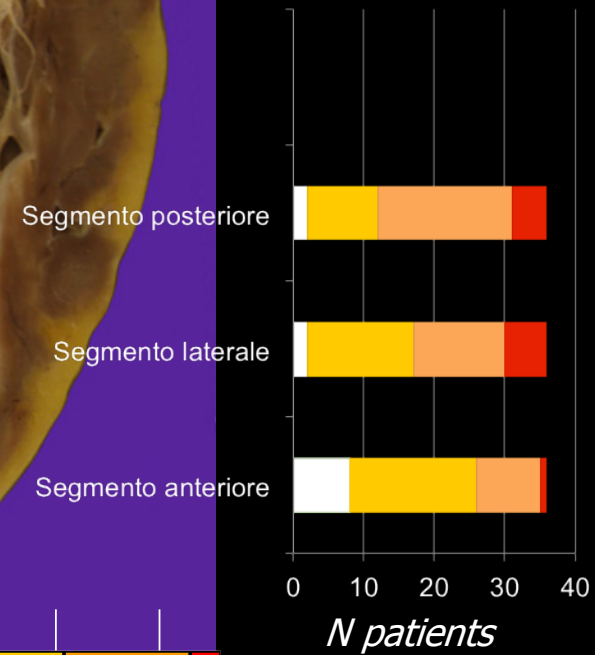 Segmento posteriore
Segmento laterale
Segmento anteriore
0 10 20 30 40
N patients